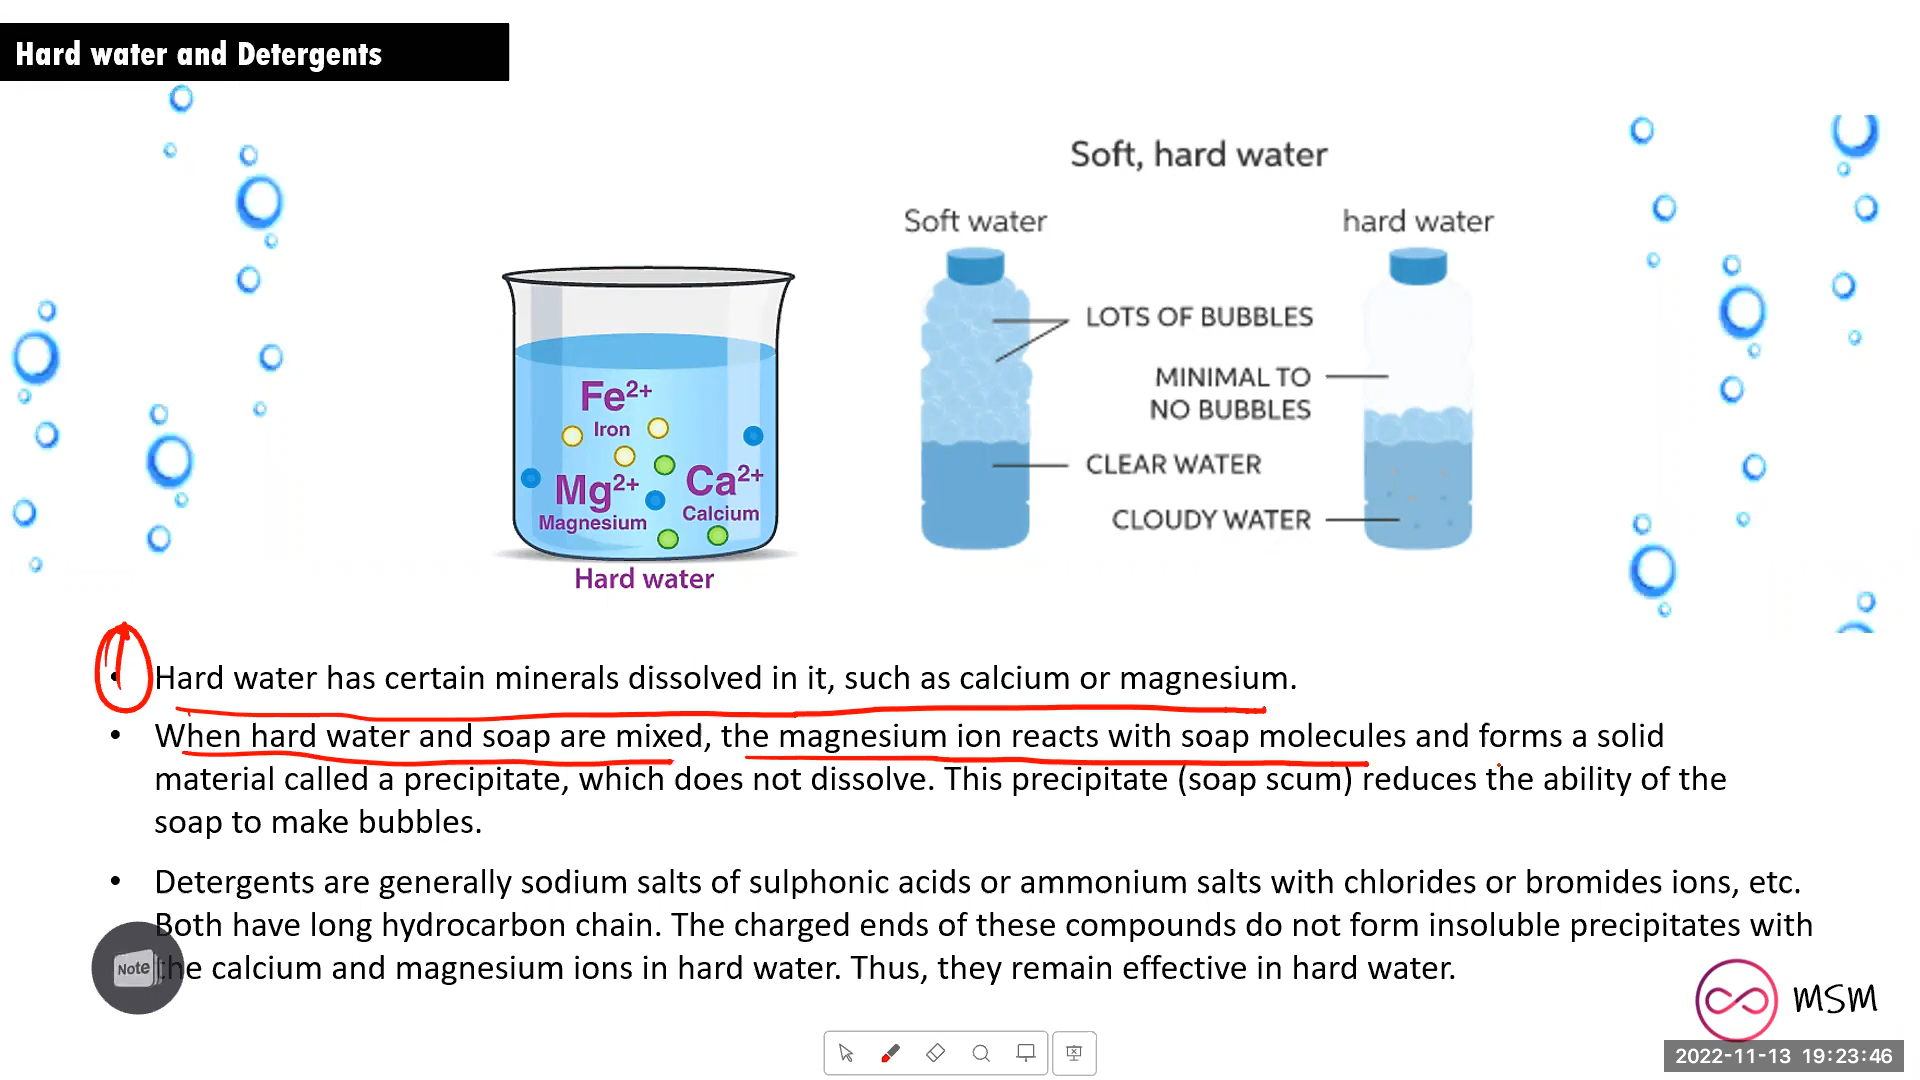 Hard water and Detergents
Soft, hard water
Soft water
hard water
LOTS OF BUBBLES
MINIMAL TO
NO BUBBLES
CLEAR WATER
CLOUDY WATER
Fe2+
Iron
Mg2+
Magnesium
Ca2+
Calcium
Hard water
• Hard water has certain minerals dissolved in it, such as calcium or magnesium.
• When hard water and soap are mixed, the magnesium ion reacts with soap molecules and forms a solid
material called a precipitate, which does not dissolve. This precipitate (soap scum) reduces the ability of the
soap to make bubbles.
• Detergents are generally sodium salts of sulphonic acids or ammonium salts with chlorides or bromides ions, etc.
Both have long hydrocarbon chain. The charged ends of these compounds do not form insoluble precipitates with
the calcium and magnesium ions in hard water. Thus, they remain effective in hard water.
Note
MSM
2022-11-13 19:23:46